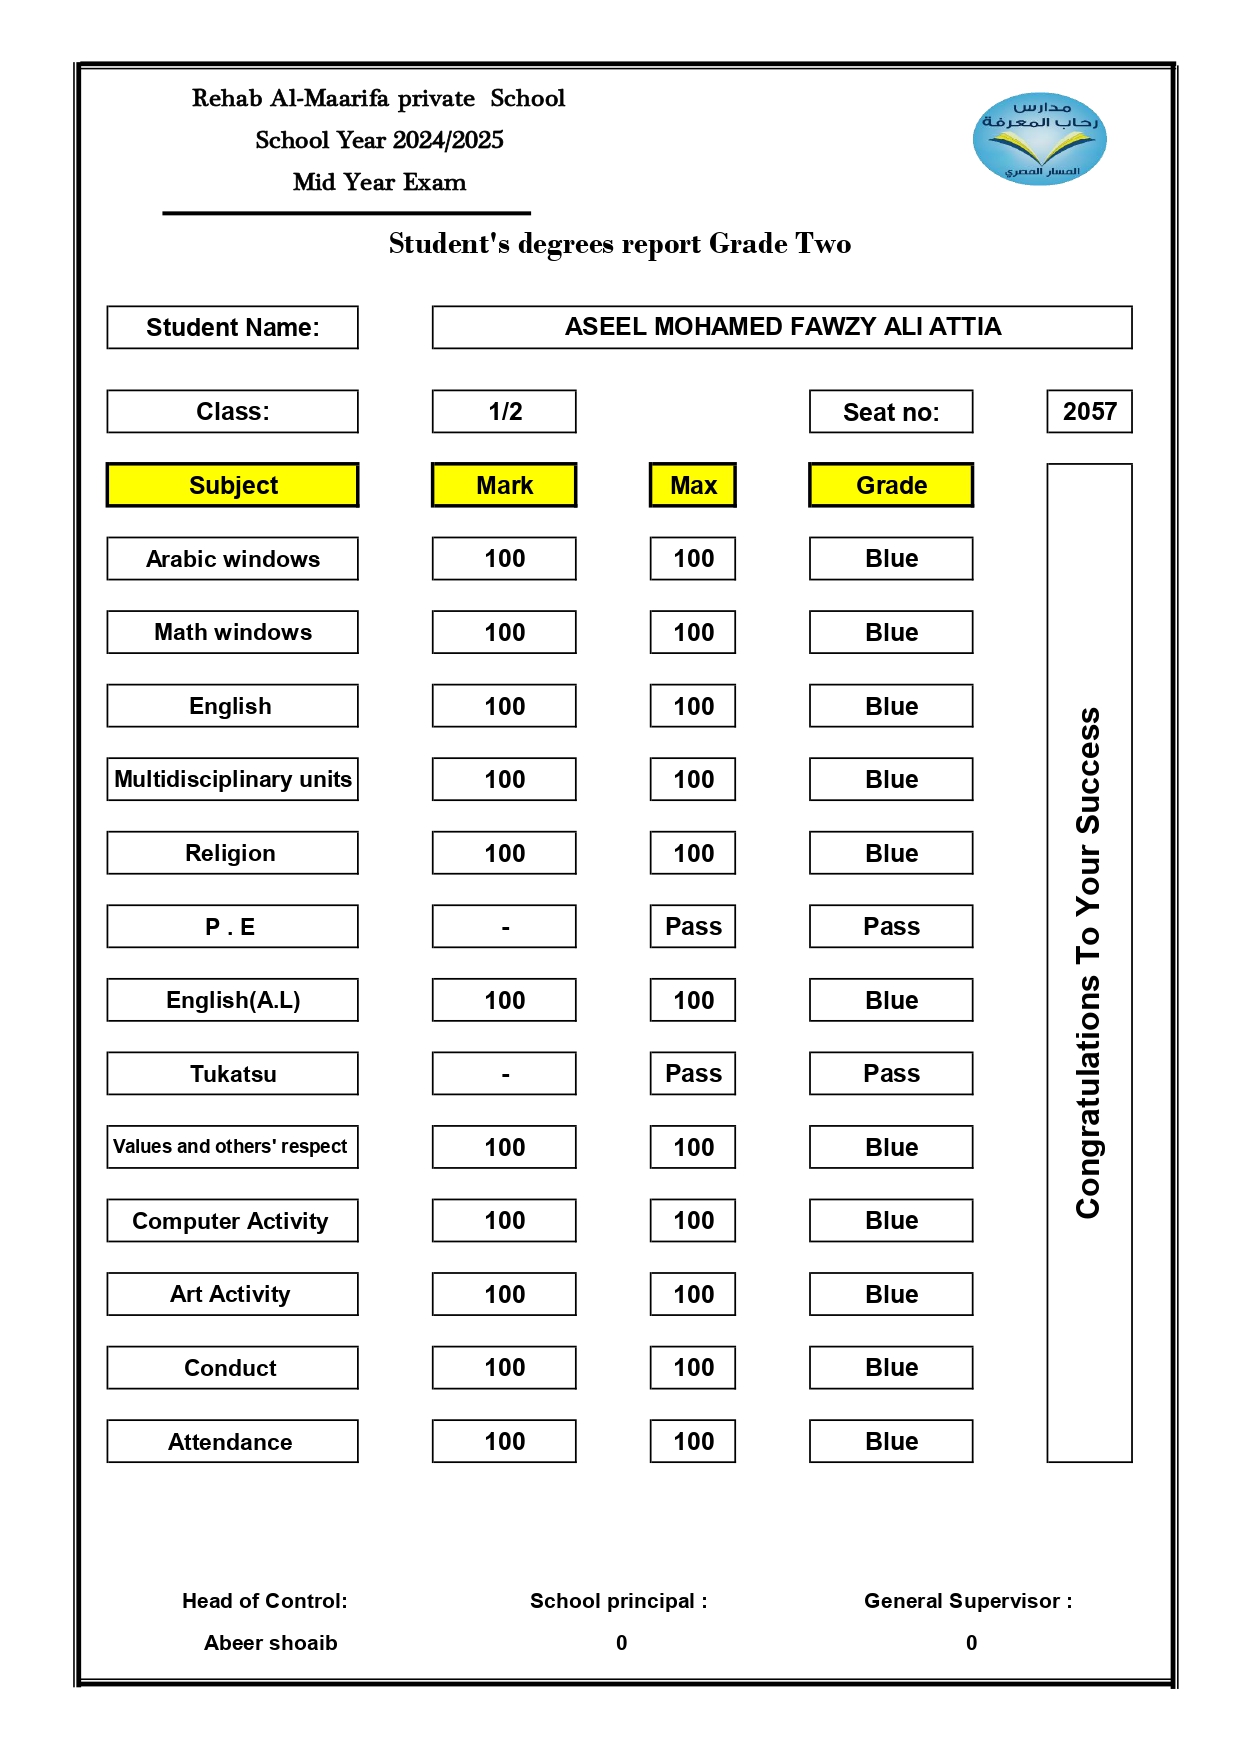 Rehab Al-Maarifa private School
School Year 2024/2025
Mid Year Exam
مدارس
رحاب المعرفة
المسار المصري
Student's degrees report Grade Two
Student Name: ASEEL MOHAMED FAWZY ALI ATTIA
Class: 1/2 Seat no: 2057
Subject Mark Max Grade
Arabic windows 100 100 Blue
Math windows 100 100 Blue
English 100 100 Blue
Multidisciplinary units 100 100 Blue
Religion 100 100 Blue
P . E - Pass Pass
English(A.L) 100 100 Blue
Tukatsu - Pass Pass
Values and others' respect 100 100 Blue
Computer Activity 100 100 Blue
Art Activity 100 100 Blue
Conduct 100 100 Blue
Attendance 100 100 Blue
Congratulations To Your Success
Head of Control: School principal : General Supervisor :
Abeer shoaib 0 0